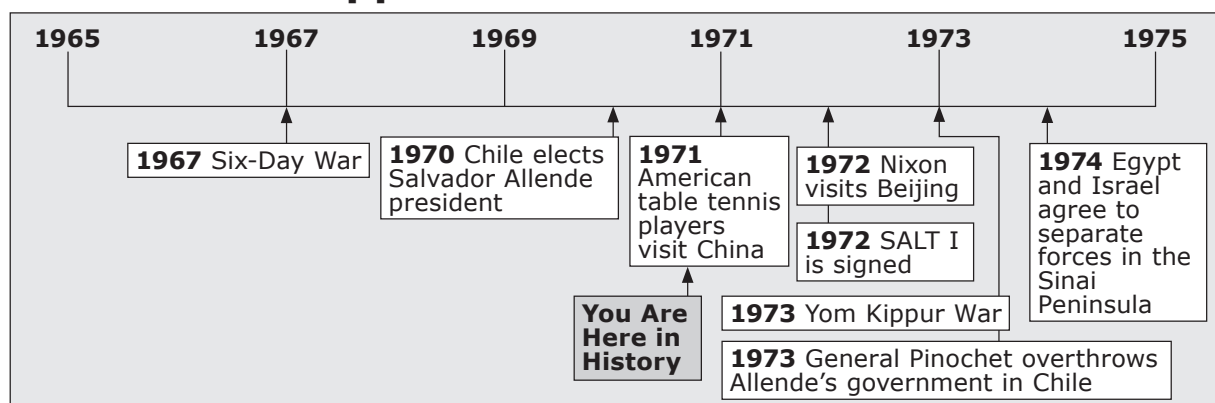 1965 1967 1969 1971 1973 1975
1967 Six-Day War
1970 Chile elects
Salvador Allende
president
1971
American
table tennis
players
visit China
You Are
Here in
History
1972 Nixon
visits Beijing
1972 SALT I
is signed
1973 Yom Kippur War
1973 General Pinochet overthrows
Allende's government in Chile
1974 Egypt
and Israel
agree to
separate
forces in the
Sinai
Peninsula